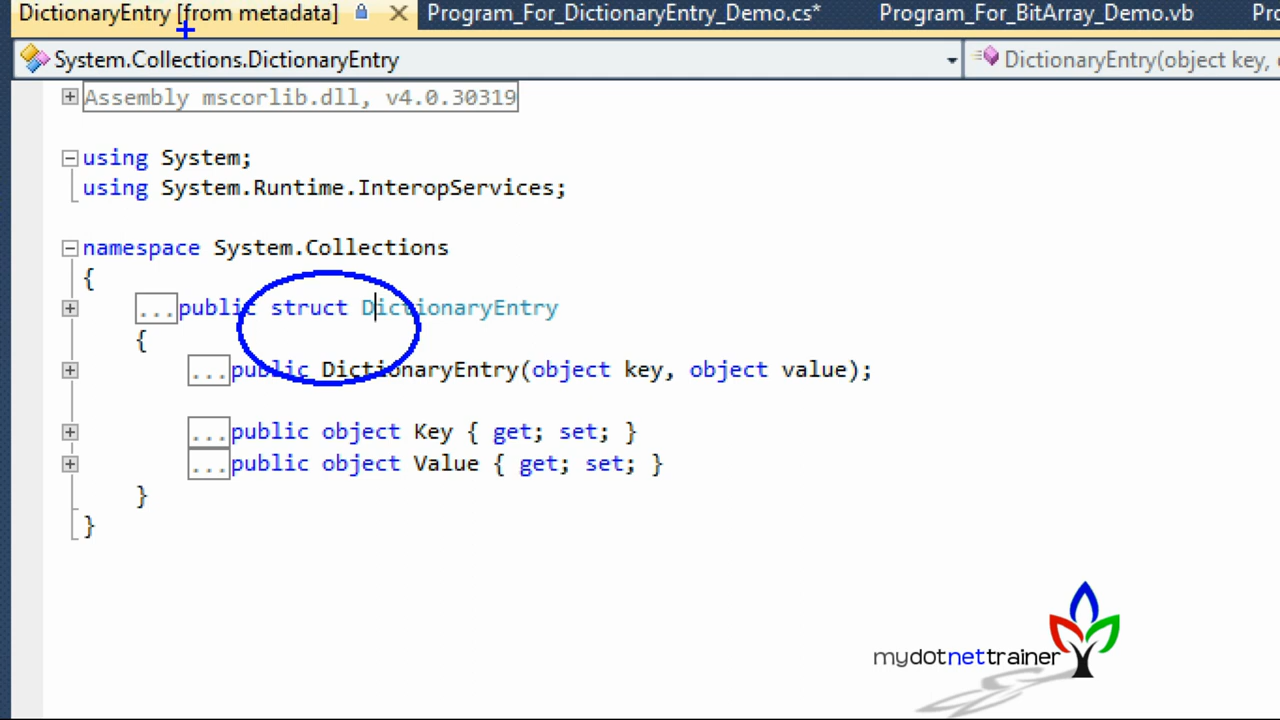 DictionaryEntry [from metadata] Program_For_DictionaryEntry_Demo.cs* Program_For_BitArray_Demo.vb
System.Collections.DictionaryEntry DictionaryEntry(object key,
Assembly mscorlib.dll, v4.0.30319
using System;
using System.Runtime.InteropServices;
namespace System.Collections
{
...public struct DictionaryEntry
{
...public DictionaryEntry(object key, object value);
...public object Key { get; set; }
...public object Value { get; set; }
}
}
mydotnettrainer